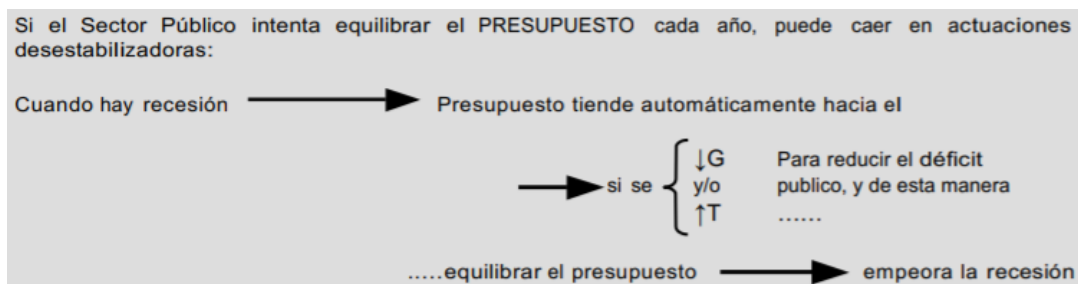 Si el Sector Público intenta equilibrar el PRESUPUESTO cada año, puede caer en actuaciones
desestabilizadoras:
Cuando hay recesión Presupuesto tiende automáticamente hacia el
si se ↓G Para reducir el déficit
y/o publico, y de esta manera
↑T ......
.....equilibrar el presupuesto empeora la recesión